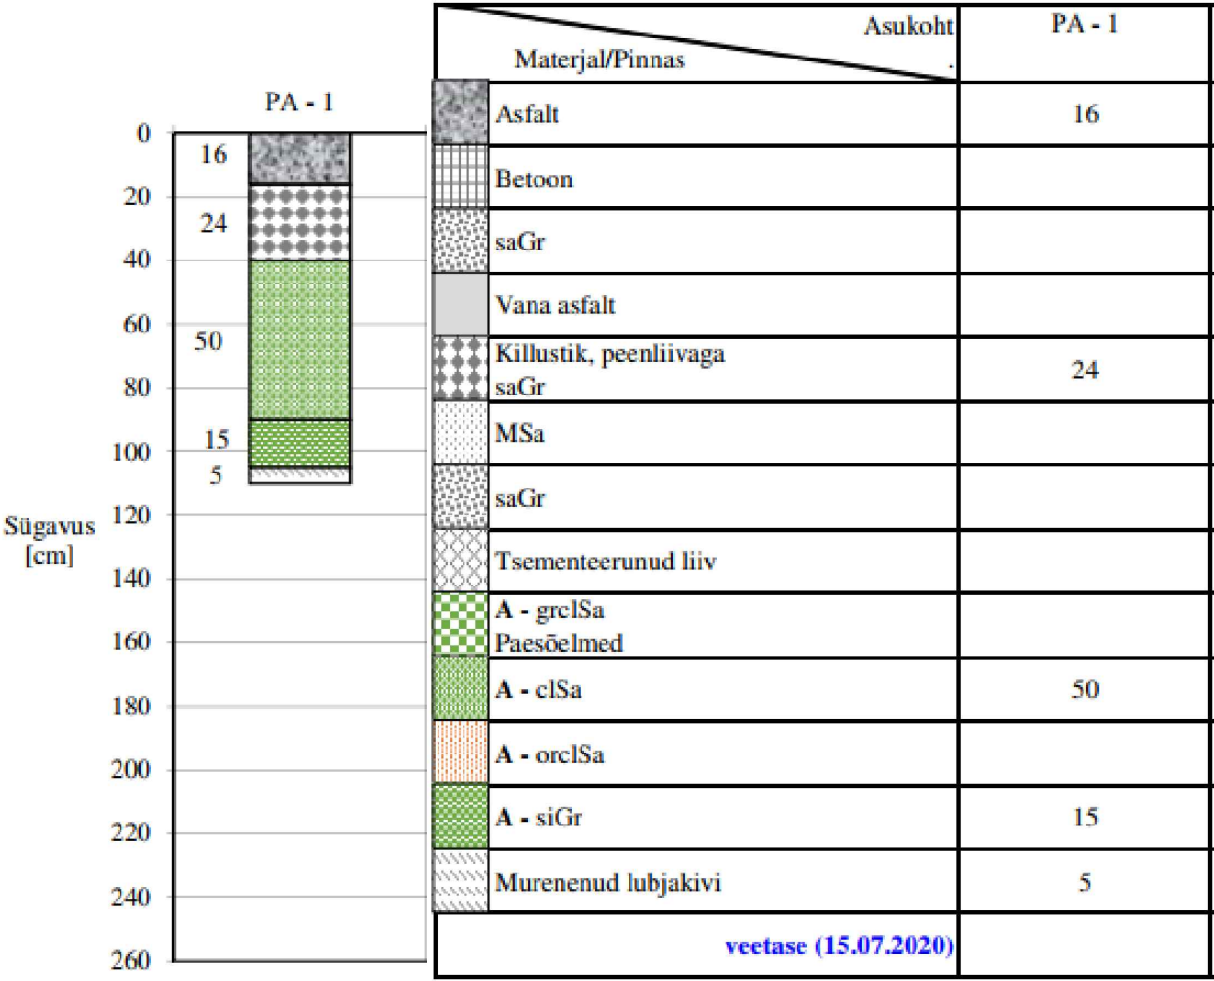 PA - 1
0
16
20
24
40
60
50
80
15
100
5
120
Sügavus
[cm]
140
160
180
200
220
240
260
Asukoht PA - 1
Materjal/Pinnas .
Asfalt 16
Betoon
saGr
Vana asfalt
Killustik, peenliivaga
saGr 24
MSa
saGr
Tsementeerunud liiv
A - grclSa
Paesõelmed
A - clSa 50
A - orclSa
A - siGr 15
Murenenud lubjakivi 5
veetase (15.07.2020)